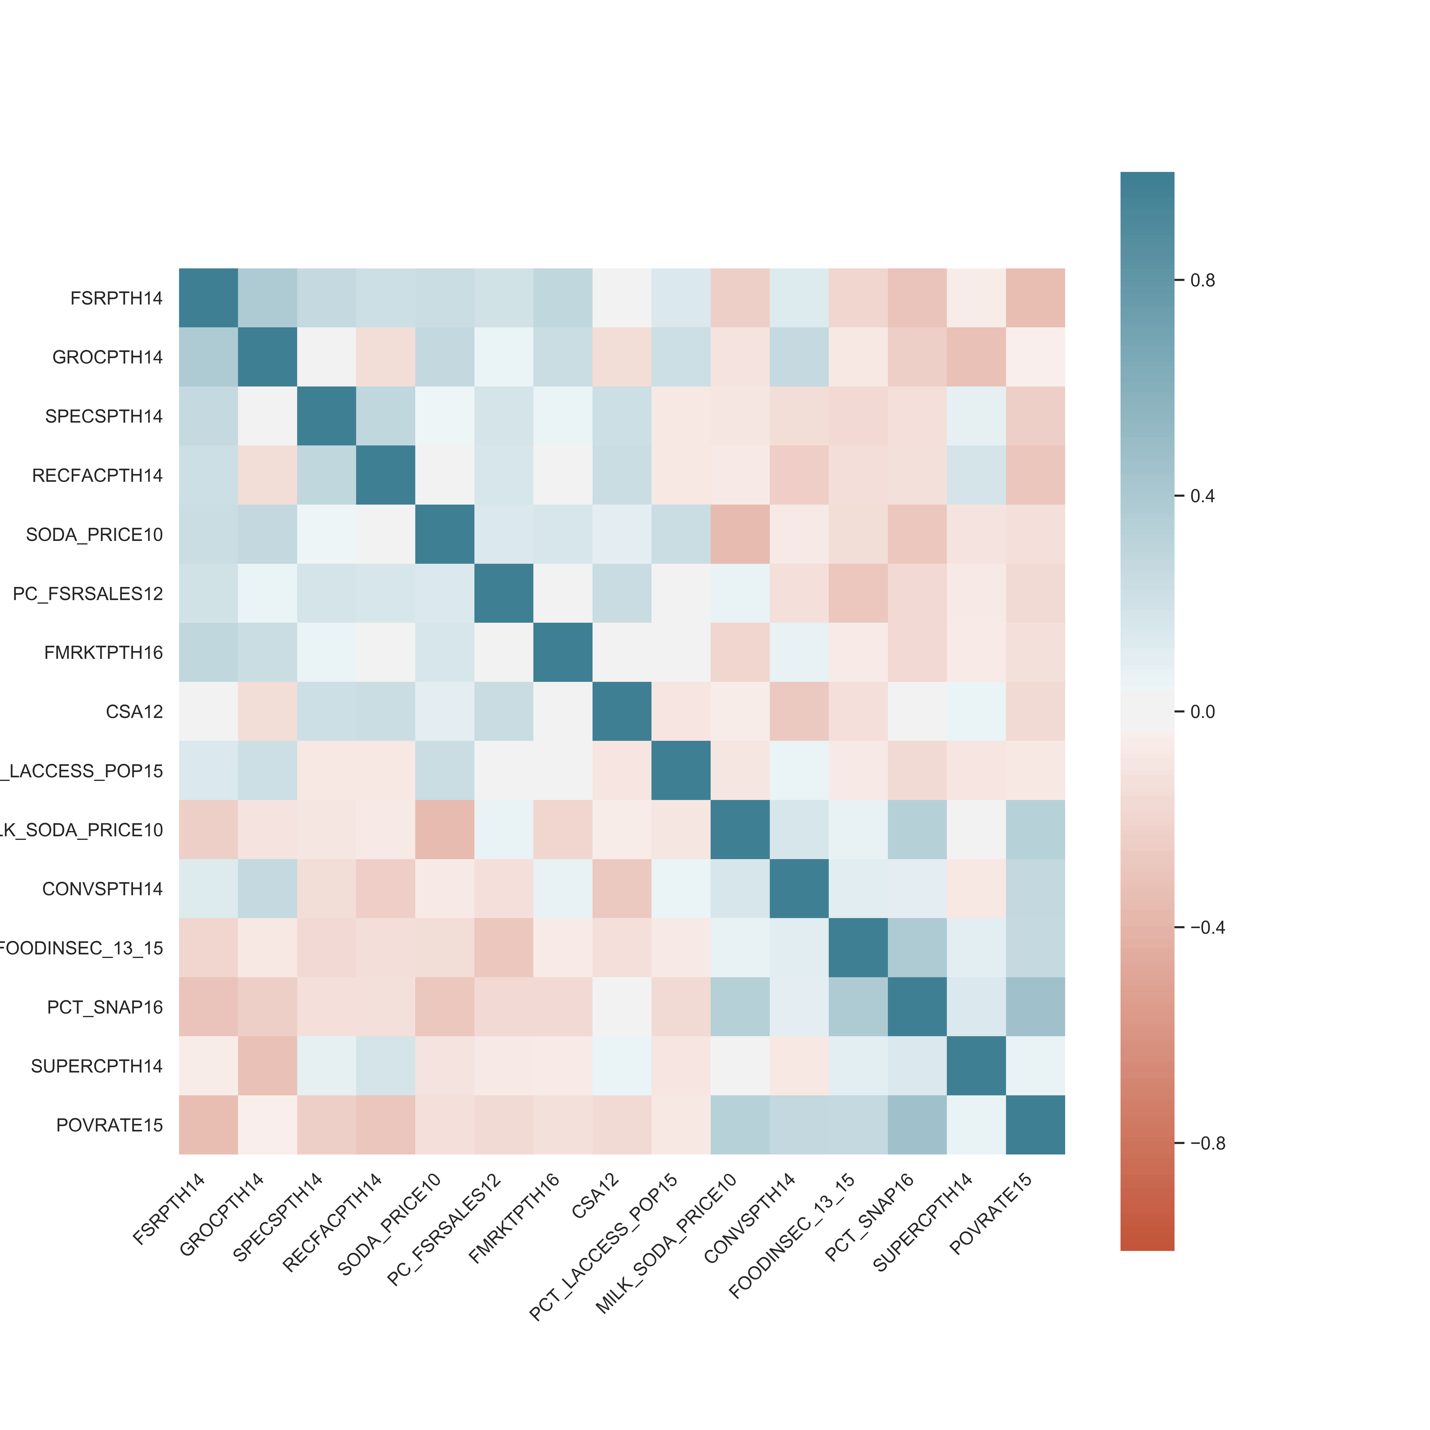 FSRPTH14
GROCPTH14
SPECSPTH14
RECFACPTH14
SODA_PRICE10
PC_FSRSALES12
FMRKTPTH16
CSA12
_LACCESS_POP15
LK_SODA_PRICE10
CONVSPTH14
FOODINSEC_13_15
PCT_SNAP16
SUPERCPTH14
POVRATE15
FSRPTH14
GROCPTH14
SPECSPTH14
RECFACPTH14
SODA_PRICE10
PC_FSRSALES12
FMRKTPTH16
CSA12
PCT_LACCESS_POP15
MILK_SODA_PRICE10
CONVSPTH14
FOODINSEC_13_15
PCT_SNAP16
SUPERCPTH14
POVRATE15
0.8
0.4
0.0
−0.4
−0.8